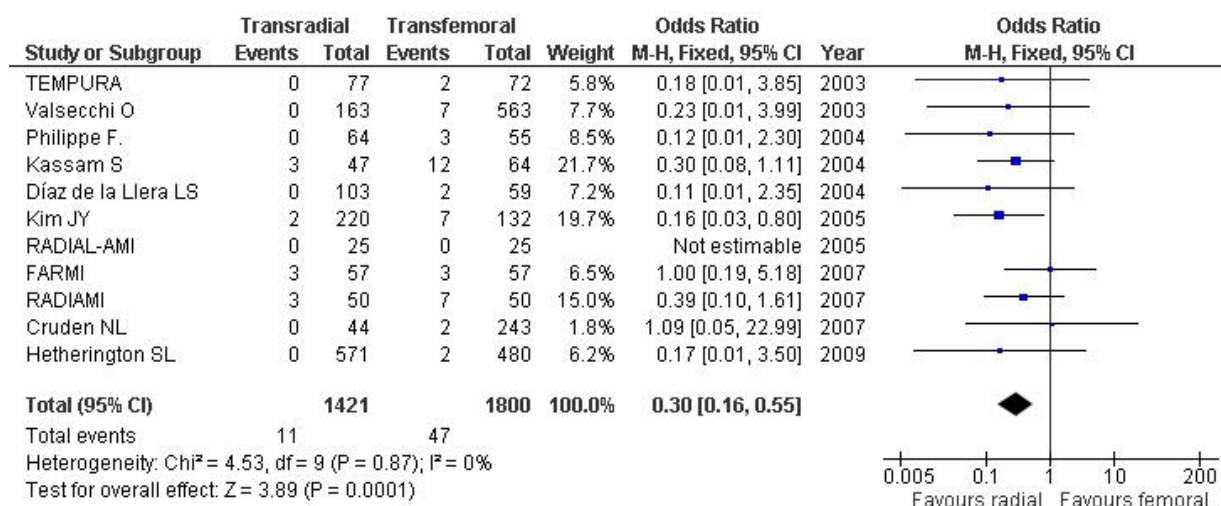 Transradial Transfemoral Odds Ratio Odds Ratio
Study or Subgroup Events Total Events Total Weight M-H, Fixed, 95% CI Year M-H, Fixed, 95% CI
TEMPURA 0 77 2 72 5.8% 0.18 [0.01, 3.85] 2003
Valsecchi O 0 163 7 563 7.7% 0.23 [0.01, 3.99] 2003
Philippe F. 0 64 3 55 8.5% 0.12 [0.01, 2.30] 2004
Kassam S 3 47 12 64 21.7% 0.30 [0.08, 1.11] 2004
Díaz de la Llera LS 0 103 2 59 7.2% 0.11 [0.01, 2.35] 2004
Kim JY 2 220 7 132 19.7% 0.16 [0.03, 0.80] 2005
RADIAL-AMI 0 25 0 25 Not estimable 2005
FARMI 3 57 3 57 6.5% 1.00 [0.19, 5.18] 2007
RADIAMI 3 50 7 50 15.0% 0.39 [0.10, 1.61] 2007
Cruden NL 0 44 2 243 1.8% 1.09 [0.05, 22.99] 2007
Hetherington SL 0 571 2 480 6.2% 0.17 [0.01, 3.50] 2009
Total (95% CI) 1421 1800 100.0% 0.30 [0.16, 0.55]
Total events 11 47
Heterogeneity: Chi² = 4.53, df = 9 (P = 0.87); I² = 0%
Test for overall effect: Z = 3.89 (P = 0.0001)
0.005 0.1 1 10 200
Favours radial Favours femoral